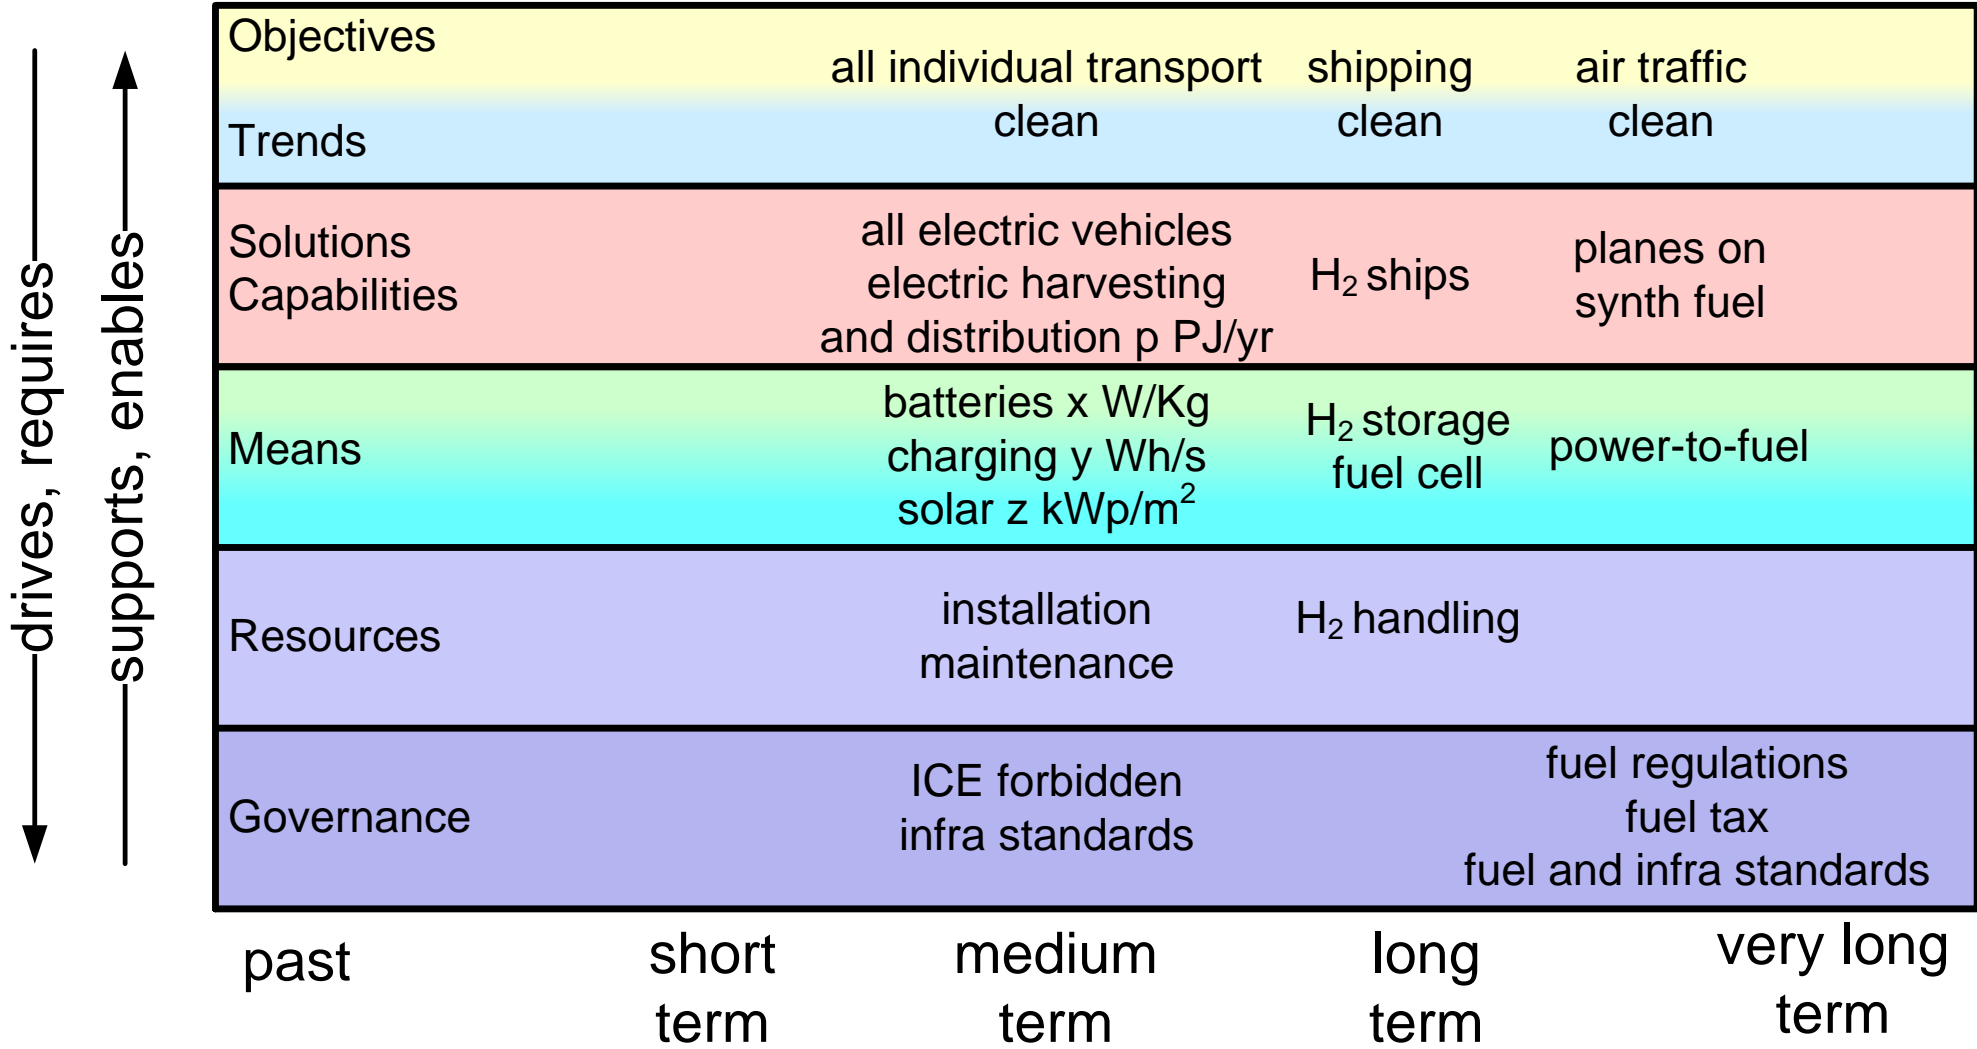 drives, requires
supports, enables
Objectives
Trends
all individual transport
clean
shipping
clean
air traffic
clean
Solutions
Capabilities
all electric vehicles
electric harvesting
and distribution p PJ/yr
H₂ ships
planes on
synth fuel
Means
batteries x W/Kg
charging y Wh/s
solar z kWp/m²
H₂ storage
fuel cell
power-to-fuel
Resources
installation
maintenance
H₂ handling
Governance
ICE forbidden
infra standards
fuel regulations
fuel tax
fuel and infra standards
past
short
term
medium
term
long
term
very long
term